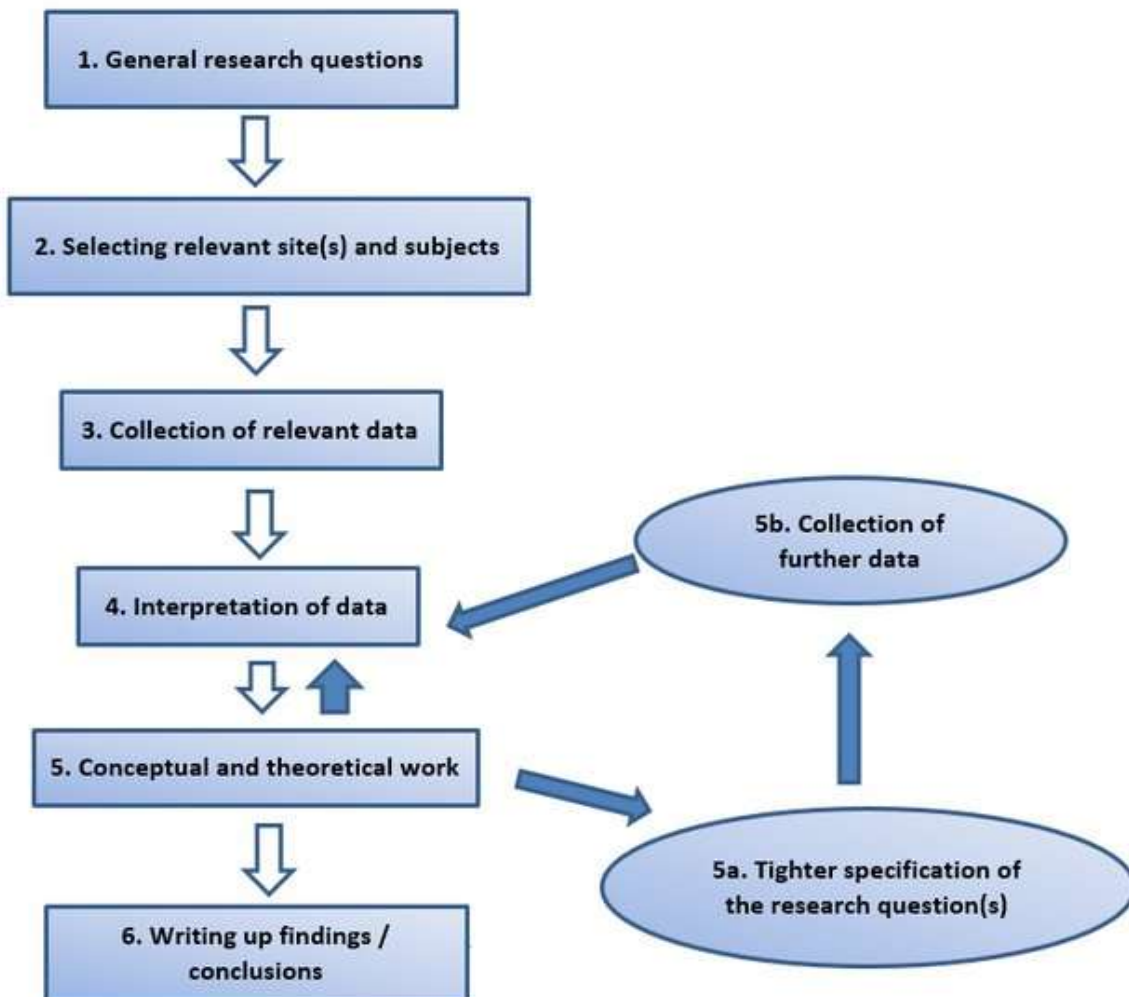 1. General research questions
2. Selecting relevant site(s) and subjects
3. Collection of relevant data
4. Interpretation of data
5b. Collection of
further data
5. Conceptual and theoretical work
5a. Tighter specification of
the research question(s)
6. Writing up findings /
conclusions